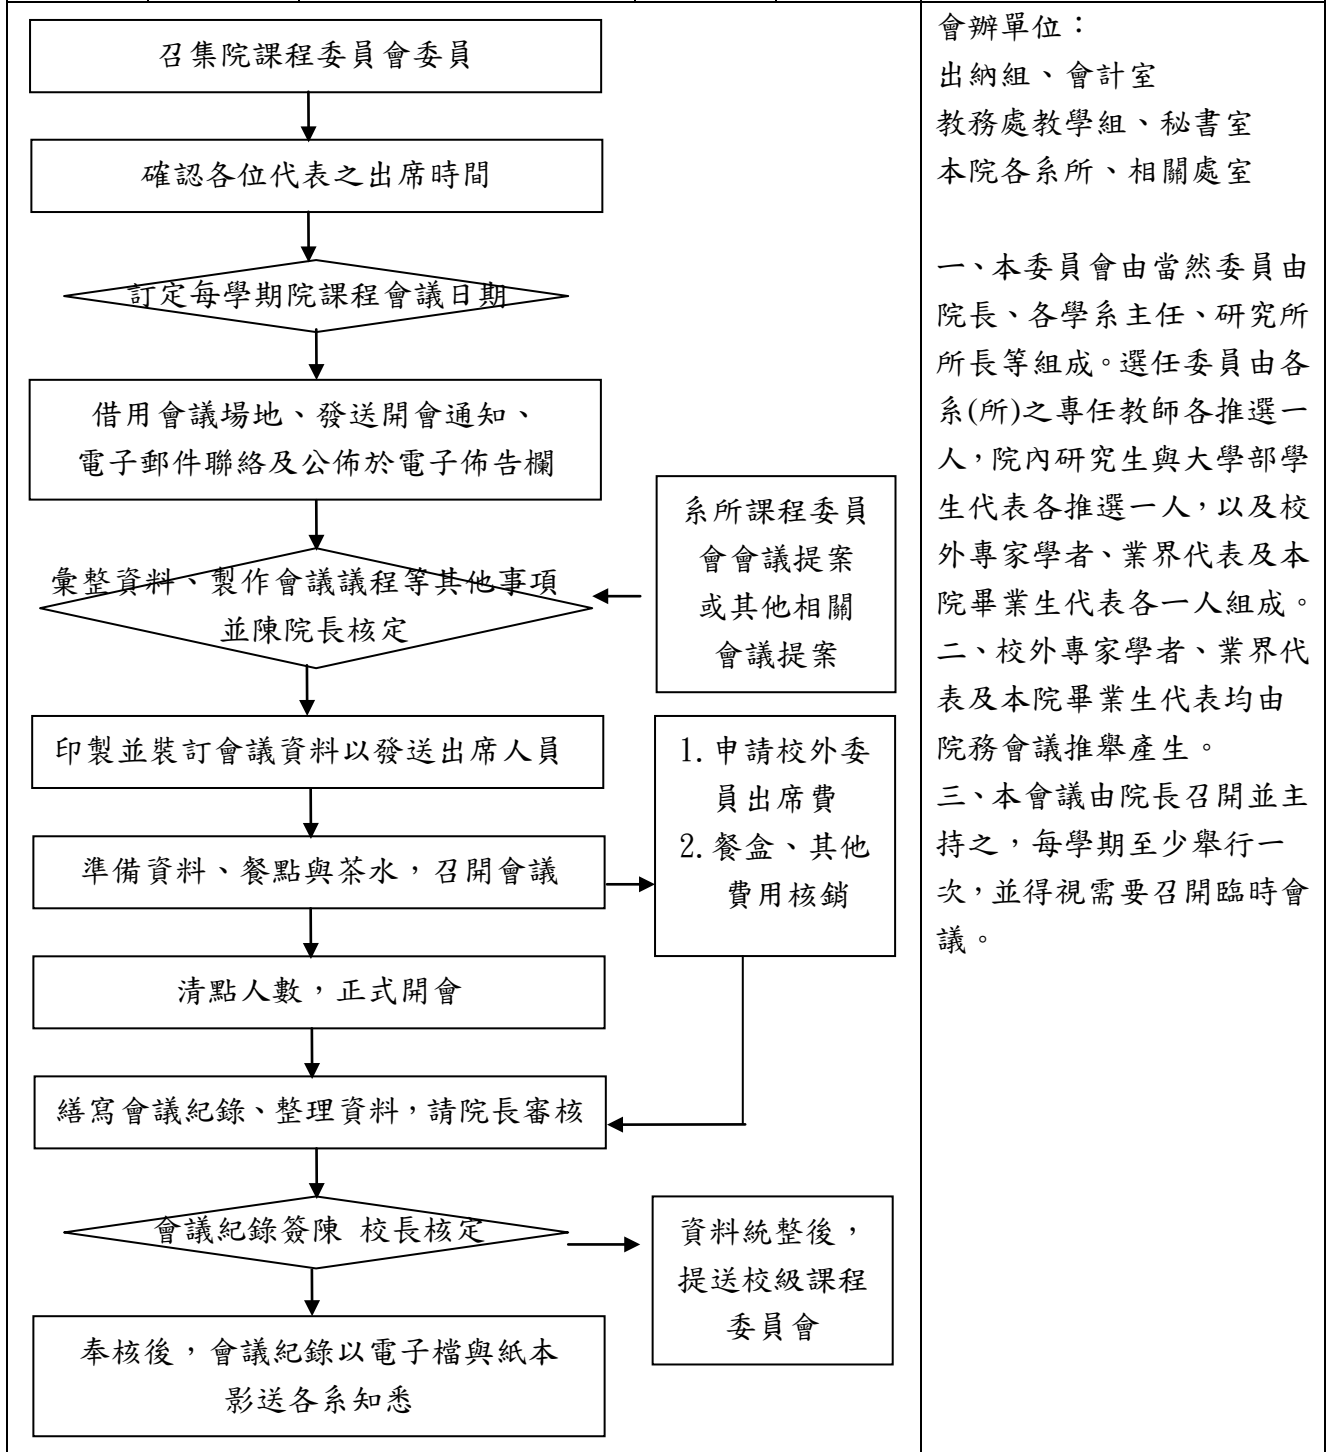 召集院課程委員會委員
確認各位代表之出席時間
訂定每學期院課程會議日期
借用會議場地、發送開會通知、
電子郵件聯絡及公佈於電子佈告欄
彙整資料、製作會議議程等其他事項
並陳院長核定
系所課程委員
會會議提案
或其他相關
會議提案
印製並裝訂會議資料以發送出席人員
準備資料、餐點與茶水，召開會議
1.申請校外委
員出席費
2.餐盒、其他
費用核銷
清點人數，正式開會
繕寫會議紀錄、整理資料，請院長審核
會議紀錄簽陳 校長核定
資料統整後，
提送校級課程
委員會
奉核後，會議紀錄以電子檔與紙本
影送各系知悉
會辦單位：
出納組、會計室
教務處教學組、秘書室
本院各系所、相關處室
一、本委員會由當然委員由
院長、各學系主任、研究所
所長等組成。選任委員由各
系(所)之專任教師各推選一
人，院內研究生與大學部學
生代表各推選一人，以及校
外專家學者、業界代表及本
院畢業生代表各一人組成。
二、校外專家學者、業界代
表及本院畢業生代表均由
院務會議推舉產生。
三、本會議由院長召開並主
持之，每學期至少舉行一
次，並得視需要召開臨時會
議。